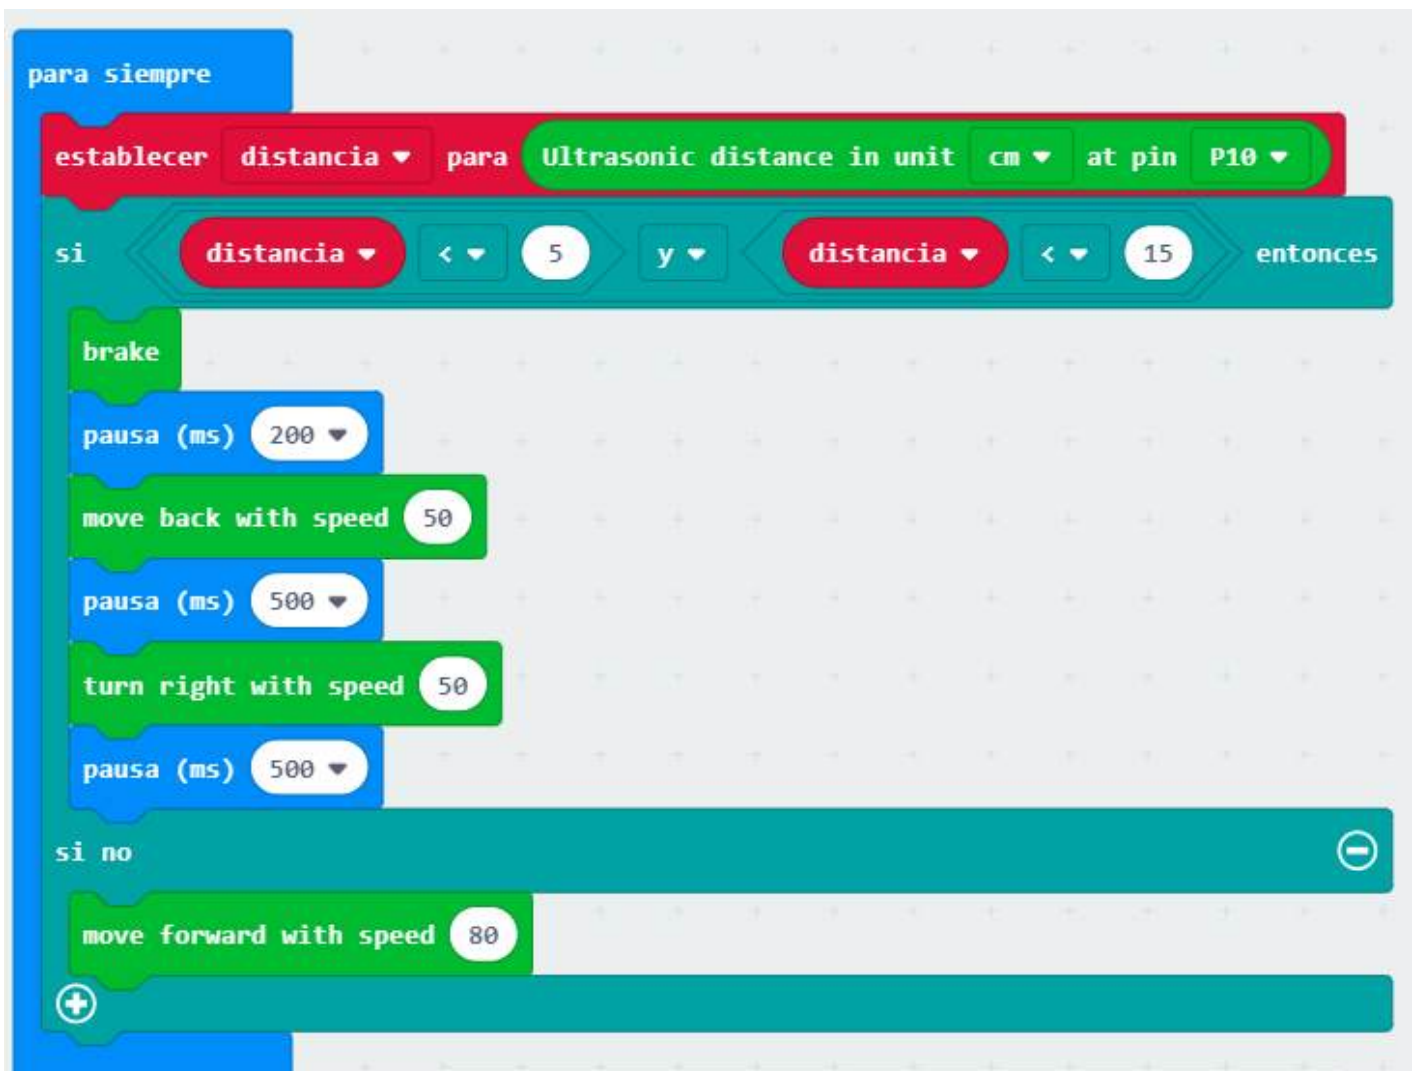 para siempre
establecer distancia para Ultrasonic distance in unit cm at pin P10
si distancia < 5 y distancia < 15 entonces
brake
pausa (ms) 200
move back with speed 50
pausa (ms) 500
turn right with speed 50
pausa (ms) 500
si no
move forward with speed 80